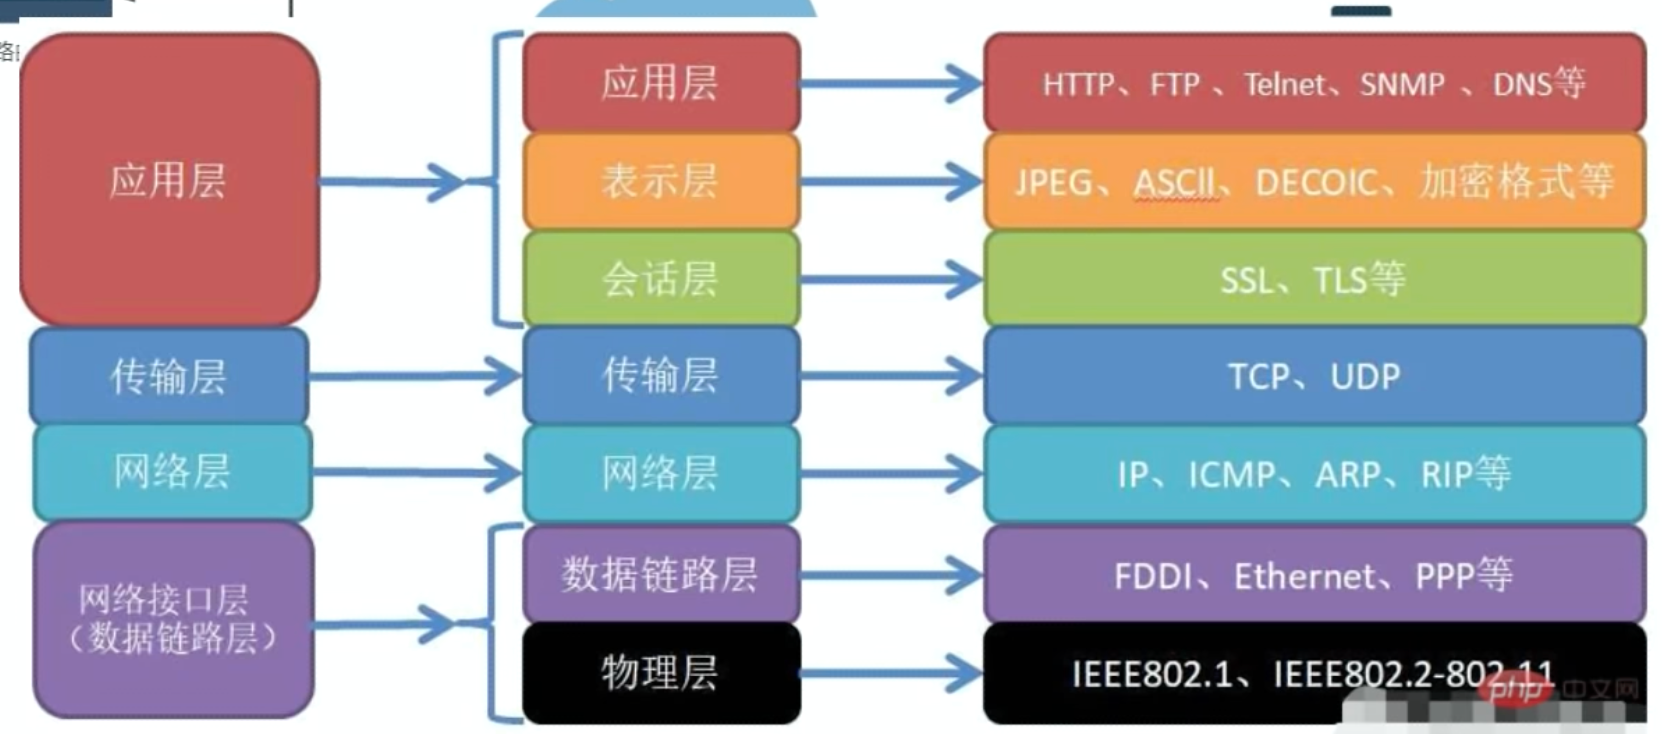 应用层
应用层
HTTP、FTP 、Telnet、SNMP 、DNS等
表示层
JPEG、ASCII、DECOIC、加密格式等
会话层
SSL、TLS等
传输层
传输层
TCP、UDP
网络层
网络层
IP、ICMP、ARP、RIP等
网络接口层
（数据链路层）
数据链路层
FDDI、Ethernet、PPP等
物理层
IEEE802.1、IEEE802.2-802.11
php 中文网